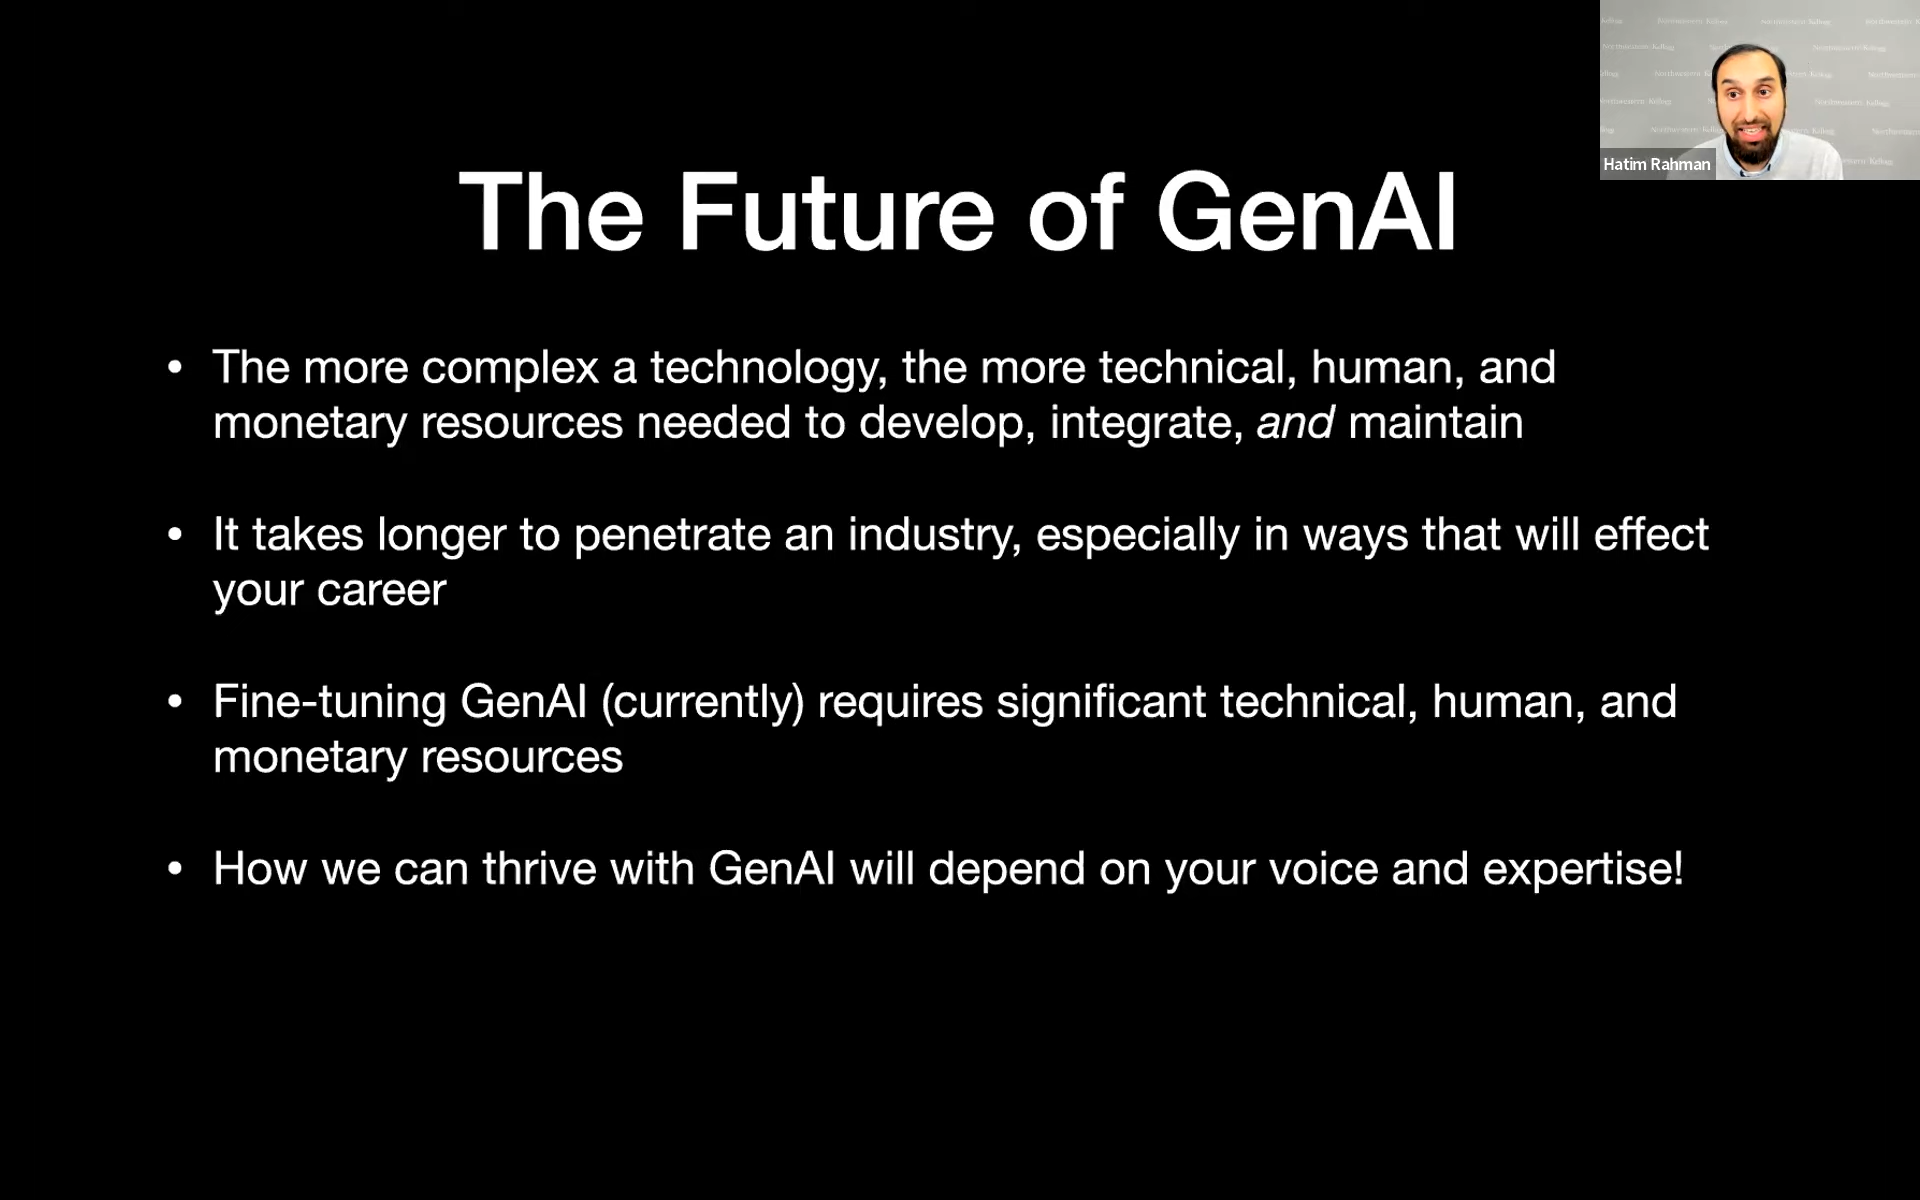 The Future of GenAI
• The more complex a technology, the more technical, human, and
monetary resources needed to develop, integrate, and maintain
• It takes longer to penetrate an industry, especially in ways that will effect
your career
• Fine-tuning GenAI (currently) requires significant technical, human, and
monetary resources
• How we can thrive with GenAI will depend on your voice and expertise!
Northwestern Kellogg
Hatim Rahman